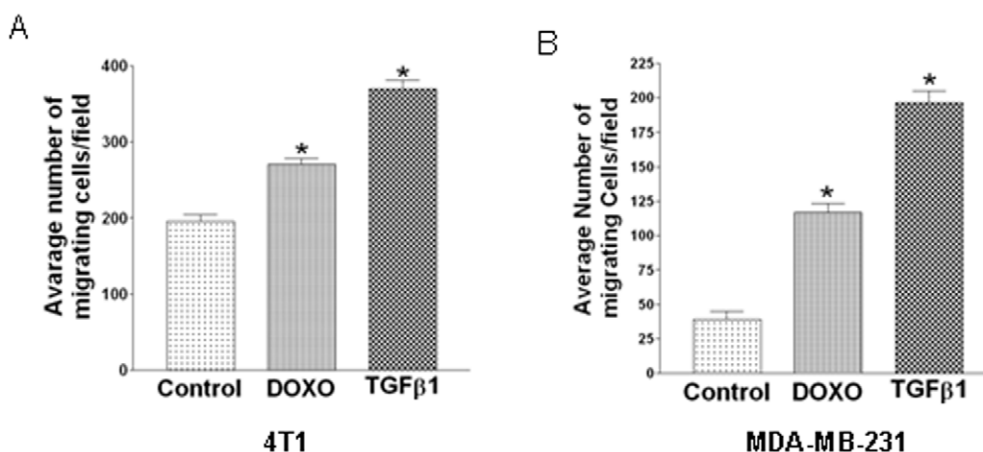 A
Avarage number of
migrating cells/field
400
300
200
100
0
*
*
Control DOXO TGFβ1
4T1
B
Average Number of
migrating Cells/field
225
200
175
150
125
100
75
50
25
0
*
*
Control DOXO TGFβ1
MDA-MB-231